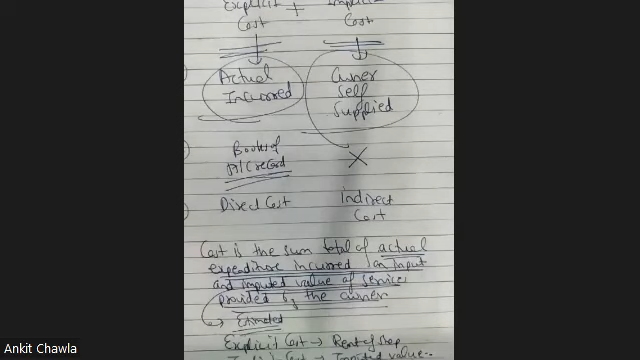 Explicit + Implicit
Cost Cost
Actual Owner
Incurred Self
Supplied
Books of
A/C record ×
Direct Cost Indirect
Cost
Cost is the sum total of actual
expenditure incurred on input
and imputed value of services
provided by the owner
Estimated
Explicit Cost → Rent of shop
Cost → Imputed value
Ankit Chawla